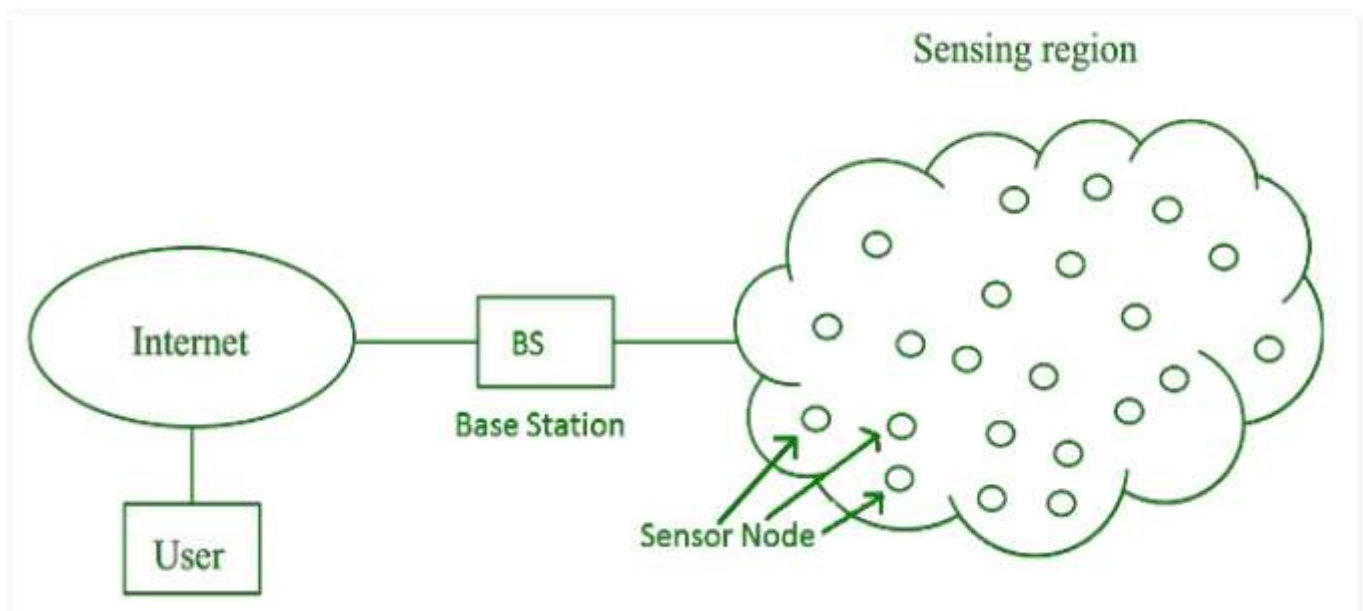 Sensing region
Internet
BS
Base Station
Sensor Node
User